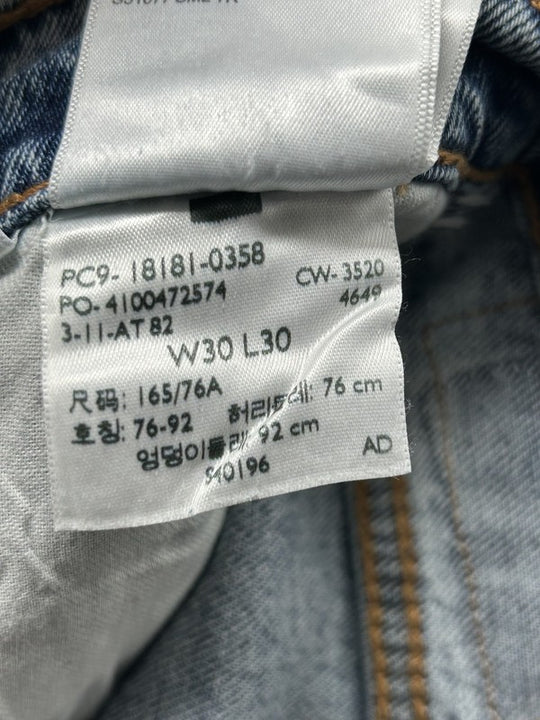 PC9- 18181-0358
CW- 3520
PO- 4100472574
4649
3-11-AT 82
W30 L30
尺码: 165/76A
허리둘레: 76 cm
호칭: 76-92
엉덩이둘레: 92 cm
AD
S40196